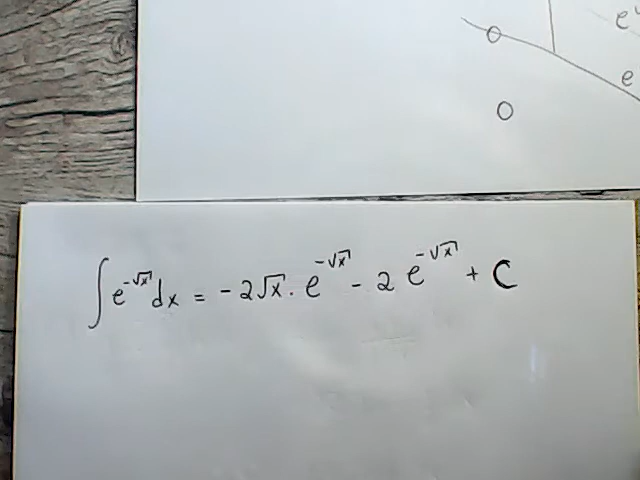 e
e
O
O
∫ e^{-√x} dx = -2√x · e^{-√x} - 2 e^{-√x} + C